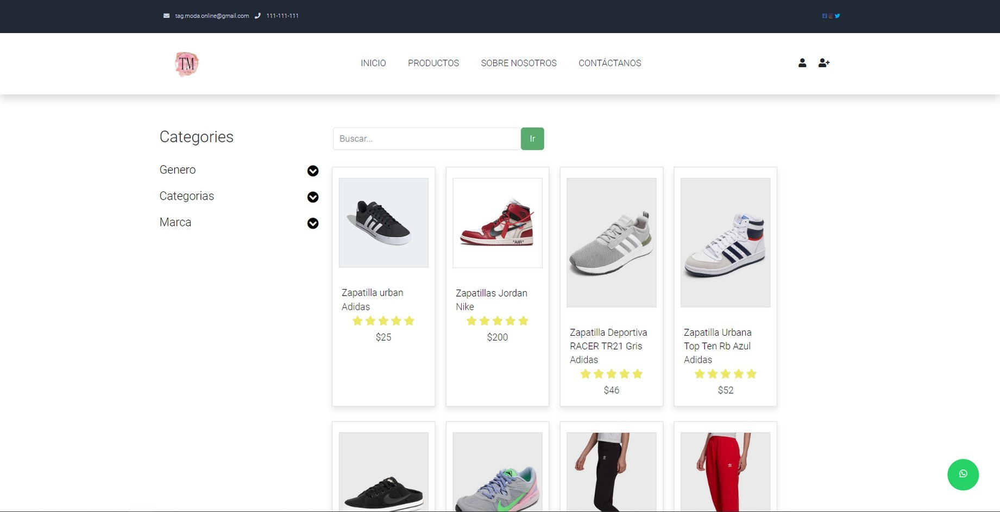 tag.moda.online@gmail.com 111-111-111
TM
INICIO PRODUCTOS SOBRE NOSOTROS CONTÁCTANOS
Categories
Genero
Categorias
Marca
Buscar... Ir
Zapatilla urban
Adidas
$25
"AIR"
Zapatillas Jordan
Nike
$200
Zapatilla Deportiva
RACER TR21 Gris
Adidas
$46
Zapatilla Urbana
Top Ten Rb Azul
Adidas
$52